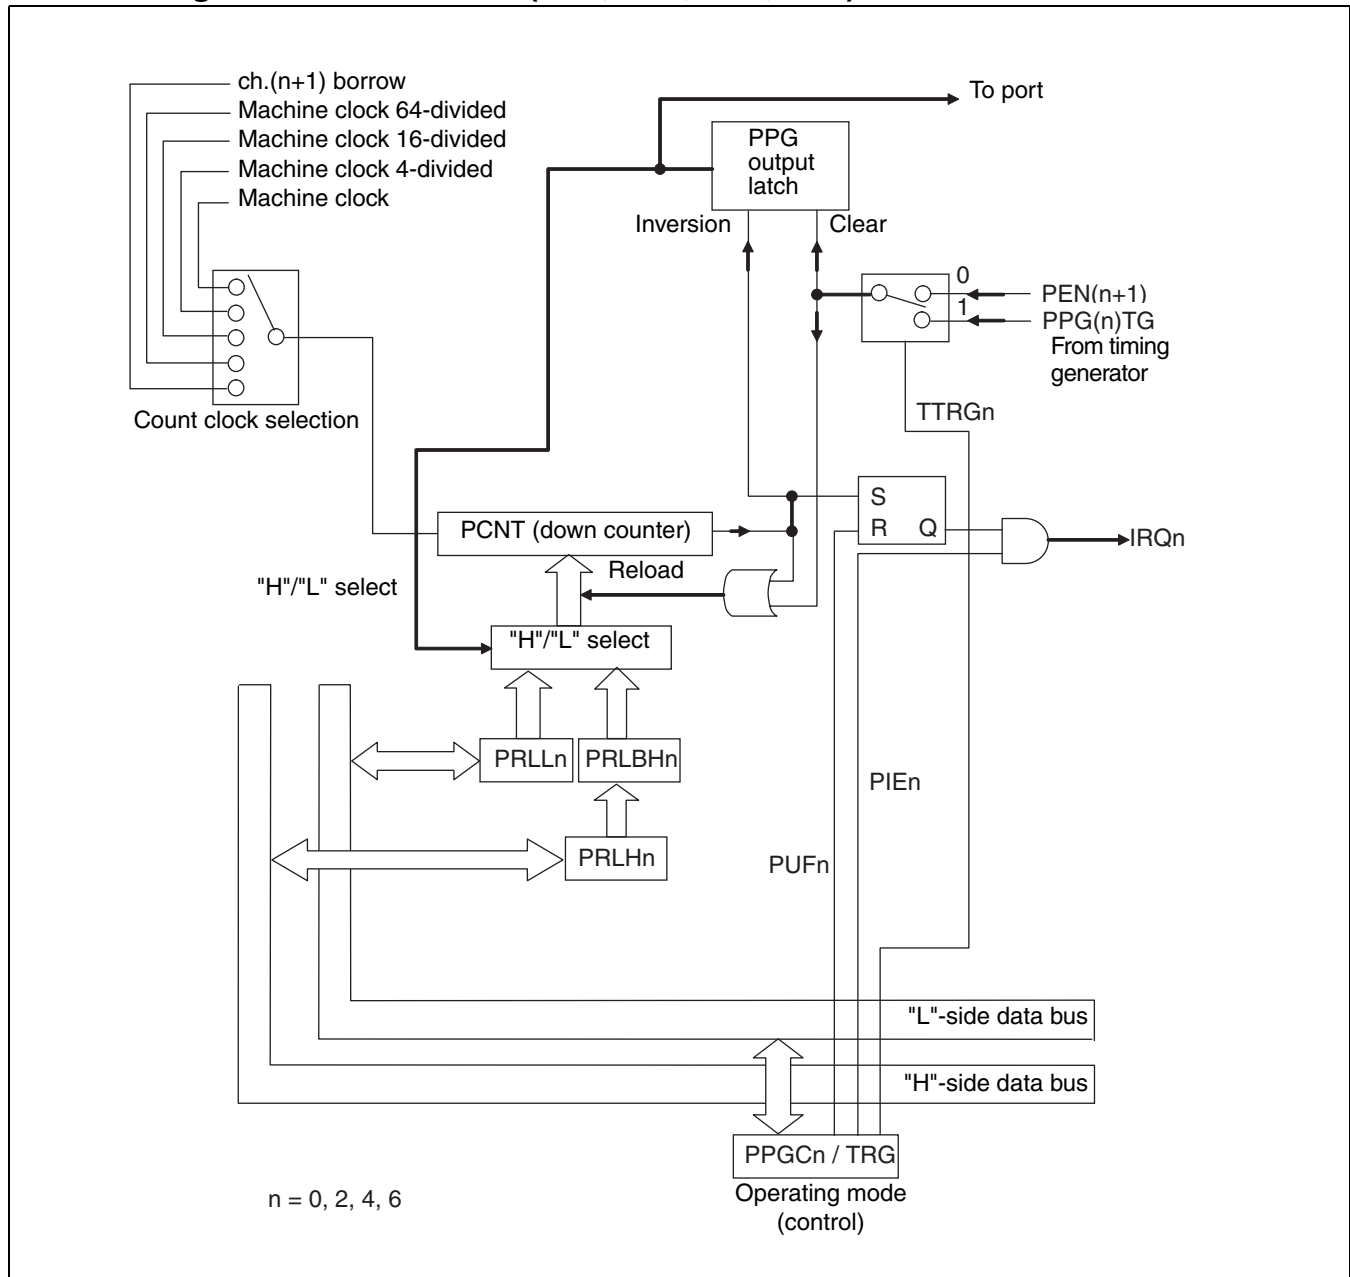 ch.(n+1) borrow
Machine clock 64-divided
Machine clock 16-divided
Machine clock 4-divided
Machine clock
To port
PPG
output
latch
Inversion
Clear
0
1
PEN(n+1)
PPG(n)TG
From timing
generator
Count clock selection
TTRGn
S
R
Q
PCNT (down counter)
IRQn
Reload
"H"/"L" select
"H"/"L" select
PRLLn
PRLBHn
PIEn
PRLHn
PUFn
"L"-side data bus
"H"-side data bus
PPGCn / TRG
Operating mode
(control)
n = 0, 2, 4, 6